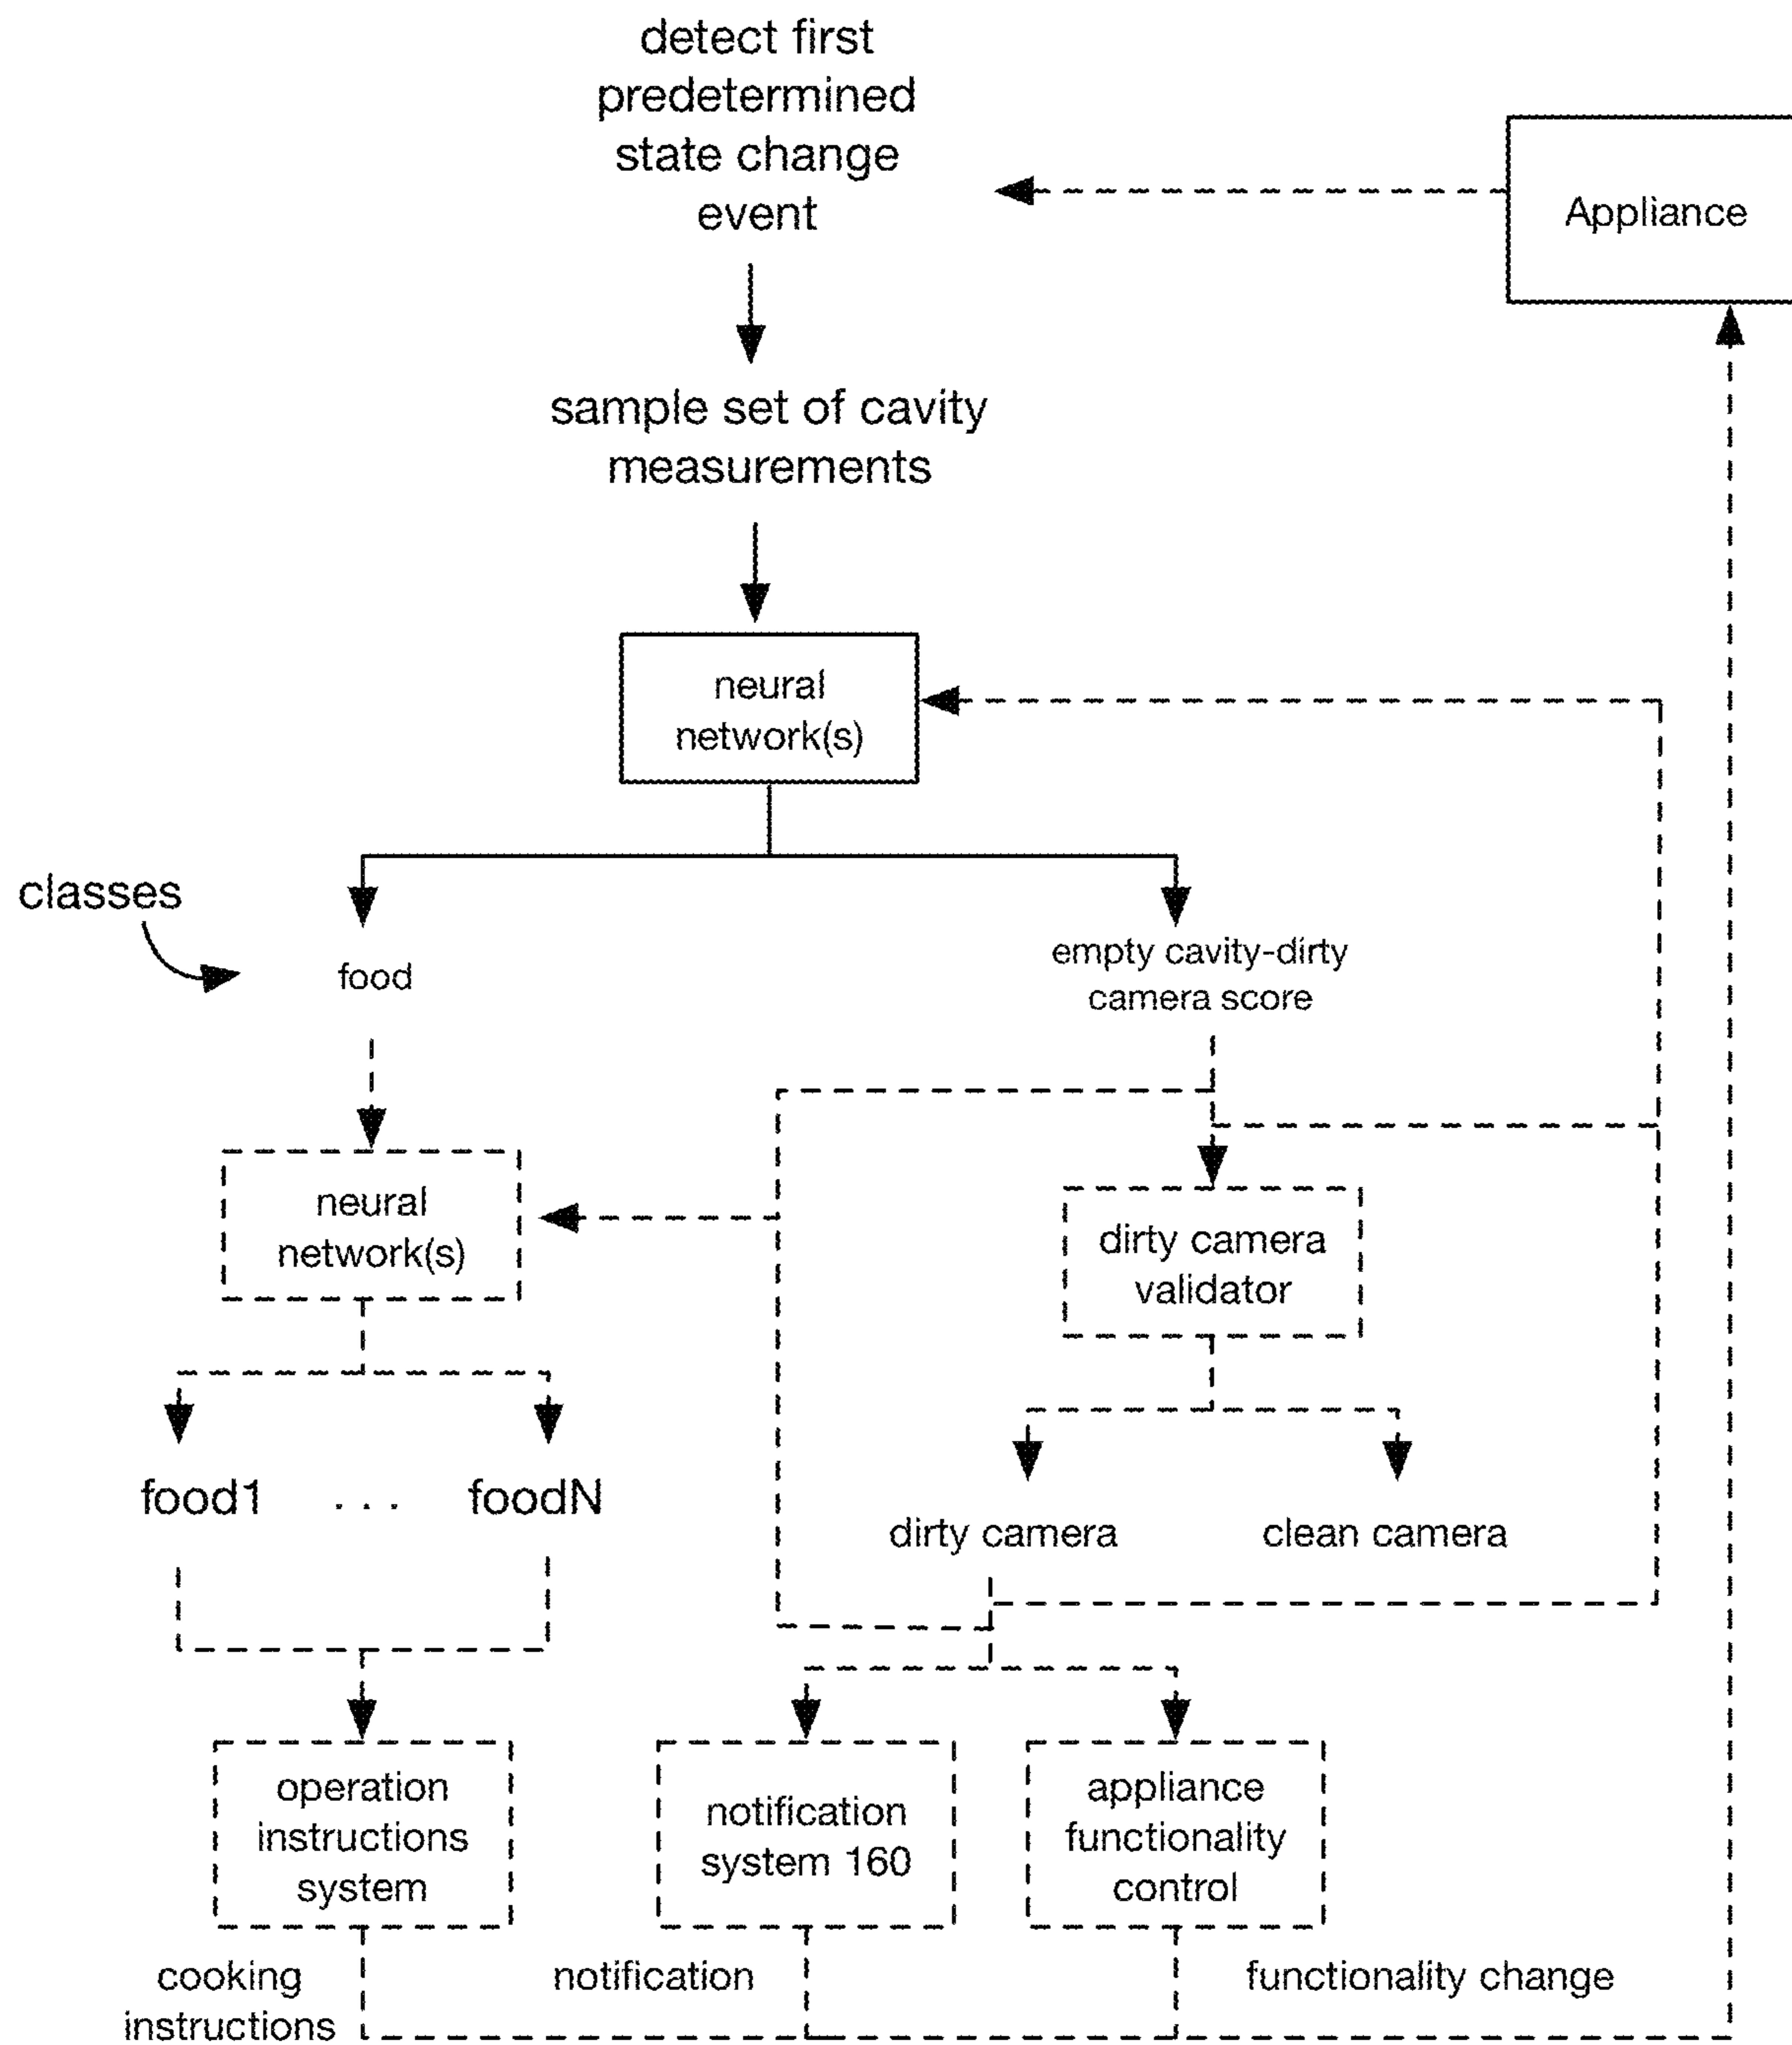 detect first
predetermined
state change
event
Appliance
sample set of cavity
measurements
neural
network(s)
classes
food
empty cavity-dirty
camera score
neural
network(s)
dirty camera
validator
food1 . . . foodN
dirty camera
clean camera
operation
instructions
system
notification
system 160
appliance
functionality
control
cooking
instructions
notification
functionality change